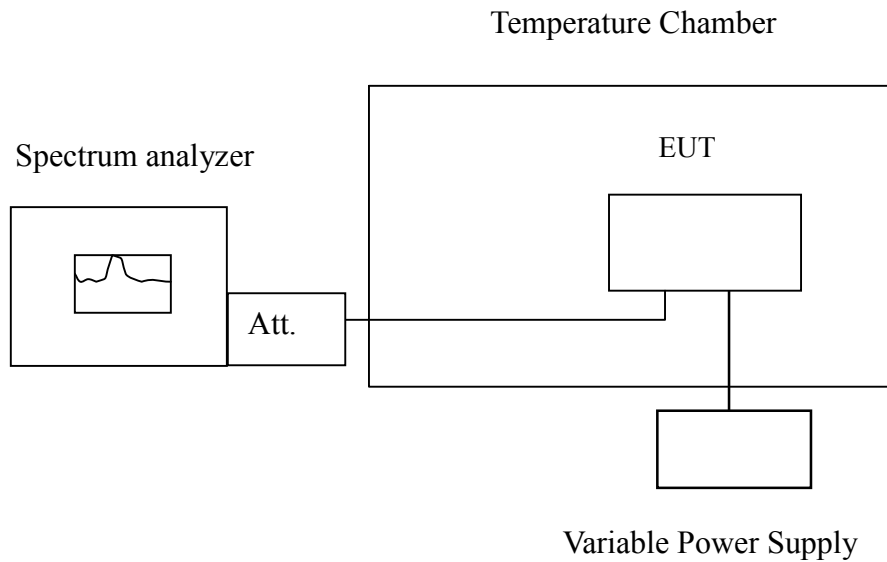 Temperature Chamber
Spectrum analyzer
EUT
Att.
Variable Power Supply